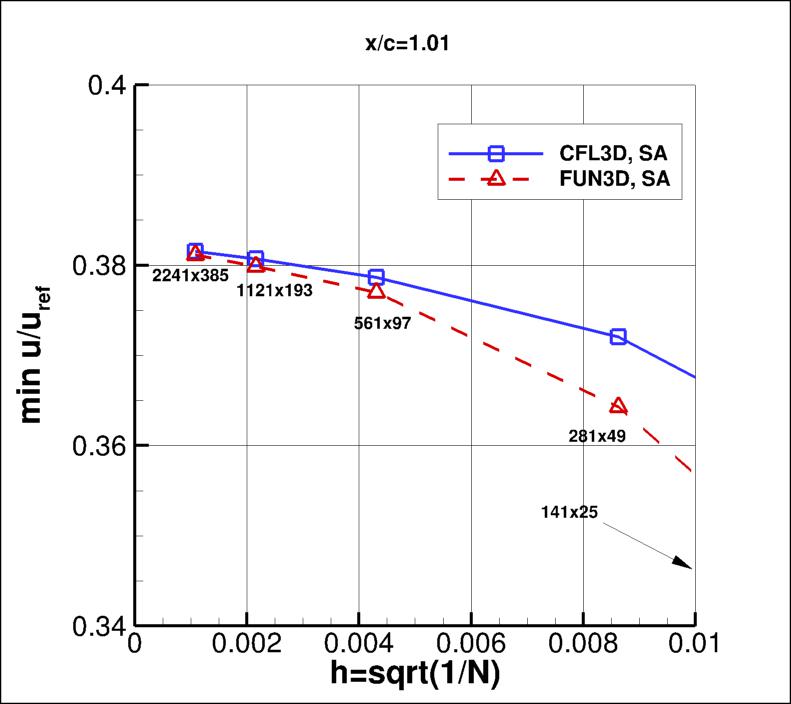 x/c=1.01
0.4
CFL3D, SA
FUN3D, SA
0.38
2241x385
1121x193
561x97
min u/u_ref
281x49
0.36
141x25
0.34
0 0.002 0.004 0.006 0.008 0.01
h=sqrt(1/N)